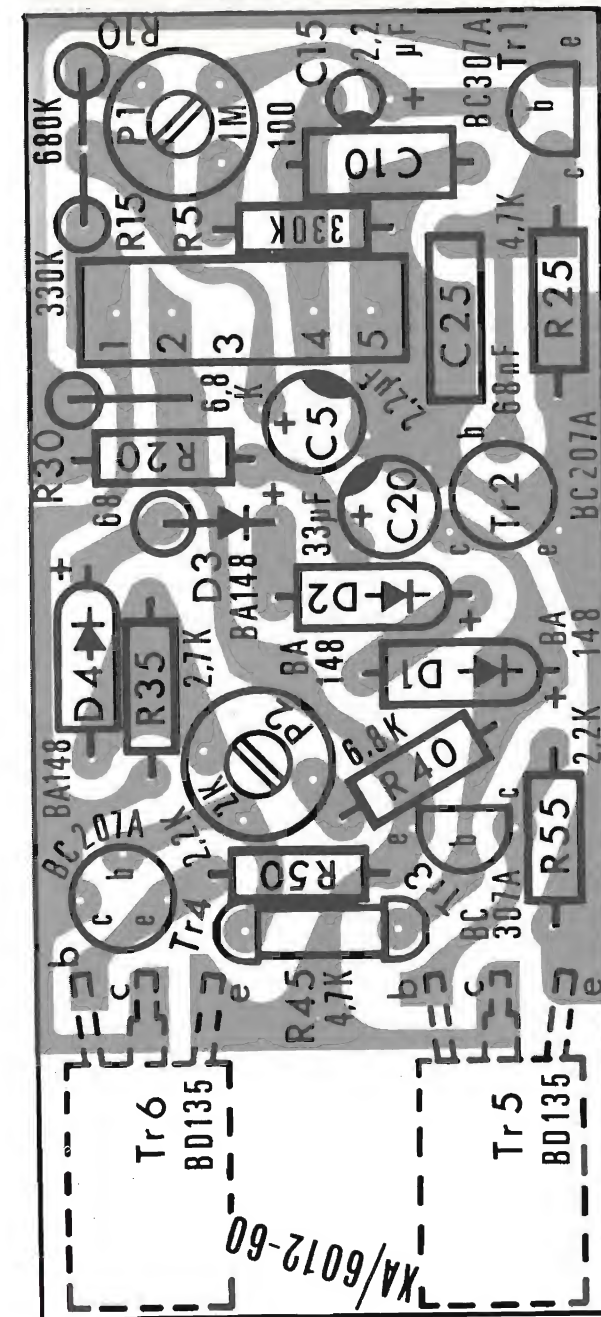 R10
680K
P1
1M
R15
R5
100
C15
2,2
µF
+
C10
BC307A
Tr1
e
b
c
330K
330K
1
2
3
4
5
4,7K
C25
68nF
R25
R30
6,8
K
R20
+
C5
2,2µF
68
D3
BA148
+
33µF
+
C20
b
Tr2
c
e
BC207A
+
D4
BA148
R35
2,7K
D2
BA
148
+
D1
BA
148
+
P2
2K
6.8K
R40
2,2K
R55
BC207A
b
c
e
Tr4
2,2K
R50
R45
4,7K
e
b
c
Tr3
BC
307A
b
c
e
b
c
e
Tr6
BD135
Tr5
BD135
XA/6012-60